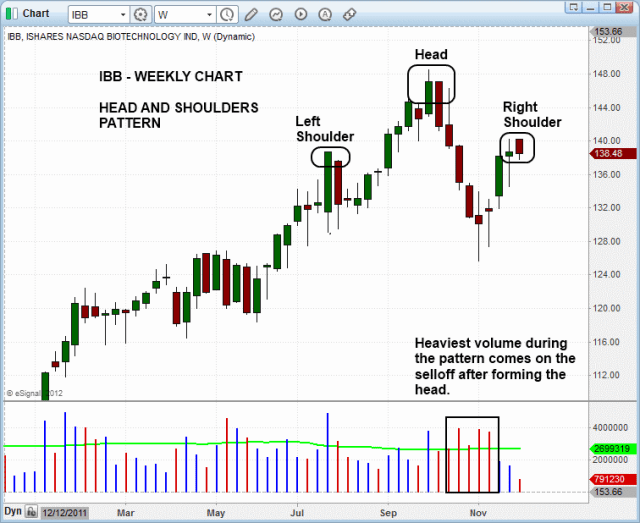 Chart IBB W
153.66
IBB, ISHARES NASDAQ BIOTECHNOLOGY IND, W (Dynamic)
152.00
Head
IBB - WEEKLY CHART
148.00
HEAD AND SHOULDERS
PATTERN
Right
Shoulder
144.00
Left
Shoulder
140.00
138.48
136.00
132.00
128.00
124.00
120.00
116.00
Heaviest volume during
the pattern comes on the
selloff after forming the
head.
112.00
© eSignal, 2012
4000000
2699319
2000000
791230
153.66
Dyn 12/12/2011 Mar May Jul Sep Nov